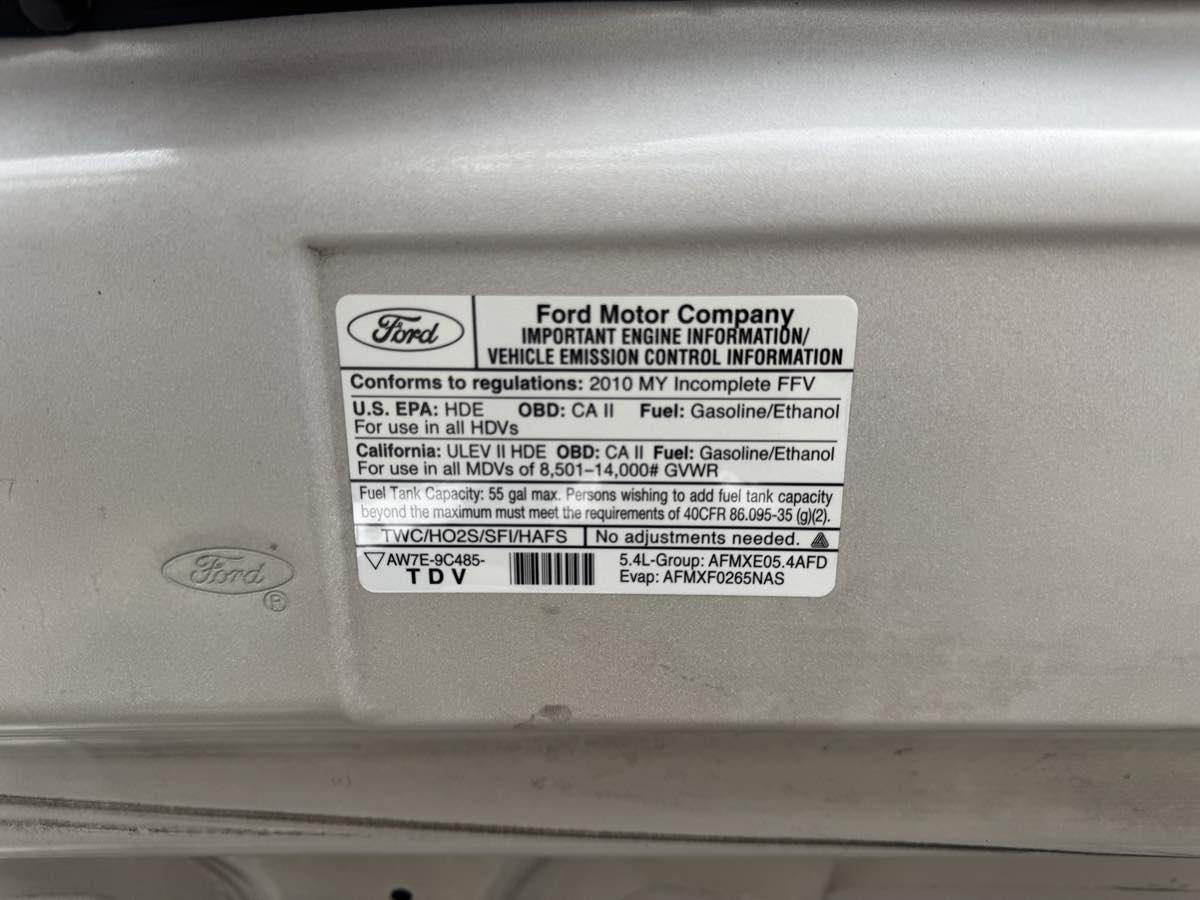 Ford
Ford Motor Company
IMPORTANT ENGINE INFORMATION/
VEHICLE EMISSION CONTROL INFORMATION
Conforms to regulations: 2010 MY Incomplete FFV
U.S. EPA: HDE OBD: CA II Fuel: Gasoline/Ethanol
For use in all HDVs
California: ULEV II HDE OBD: CA II Fuel: Gasoline/Ethanol
For use in all MDVs of 8,501–14,000# GVWR
Fuel Tank Capacity: 55 gal max. Persons wishing to add fuel tank capacity
beyond the maximum must meet the requirements of 40CFR 86.095-35 (g)(2).
TWC/HO2S/SFI/HAFS No adjustments needed.
AW7E-9C485-
TDV
5.4L-Group: AFMXE05.4AFD
Evap: AFMXF0265NAS
Ford
®